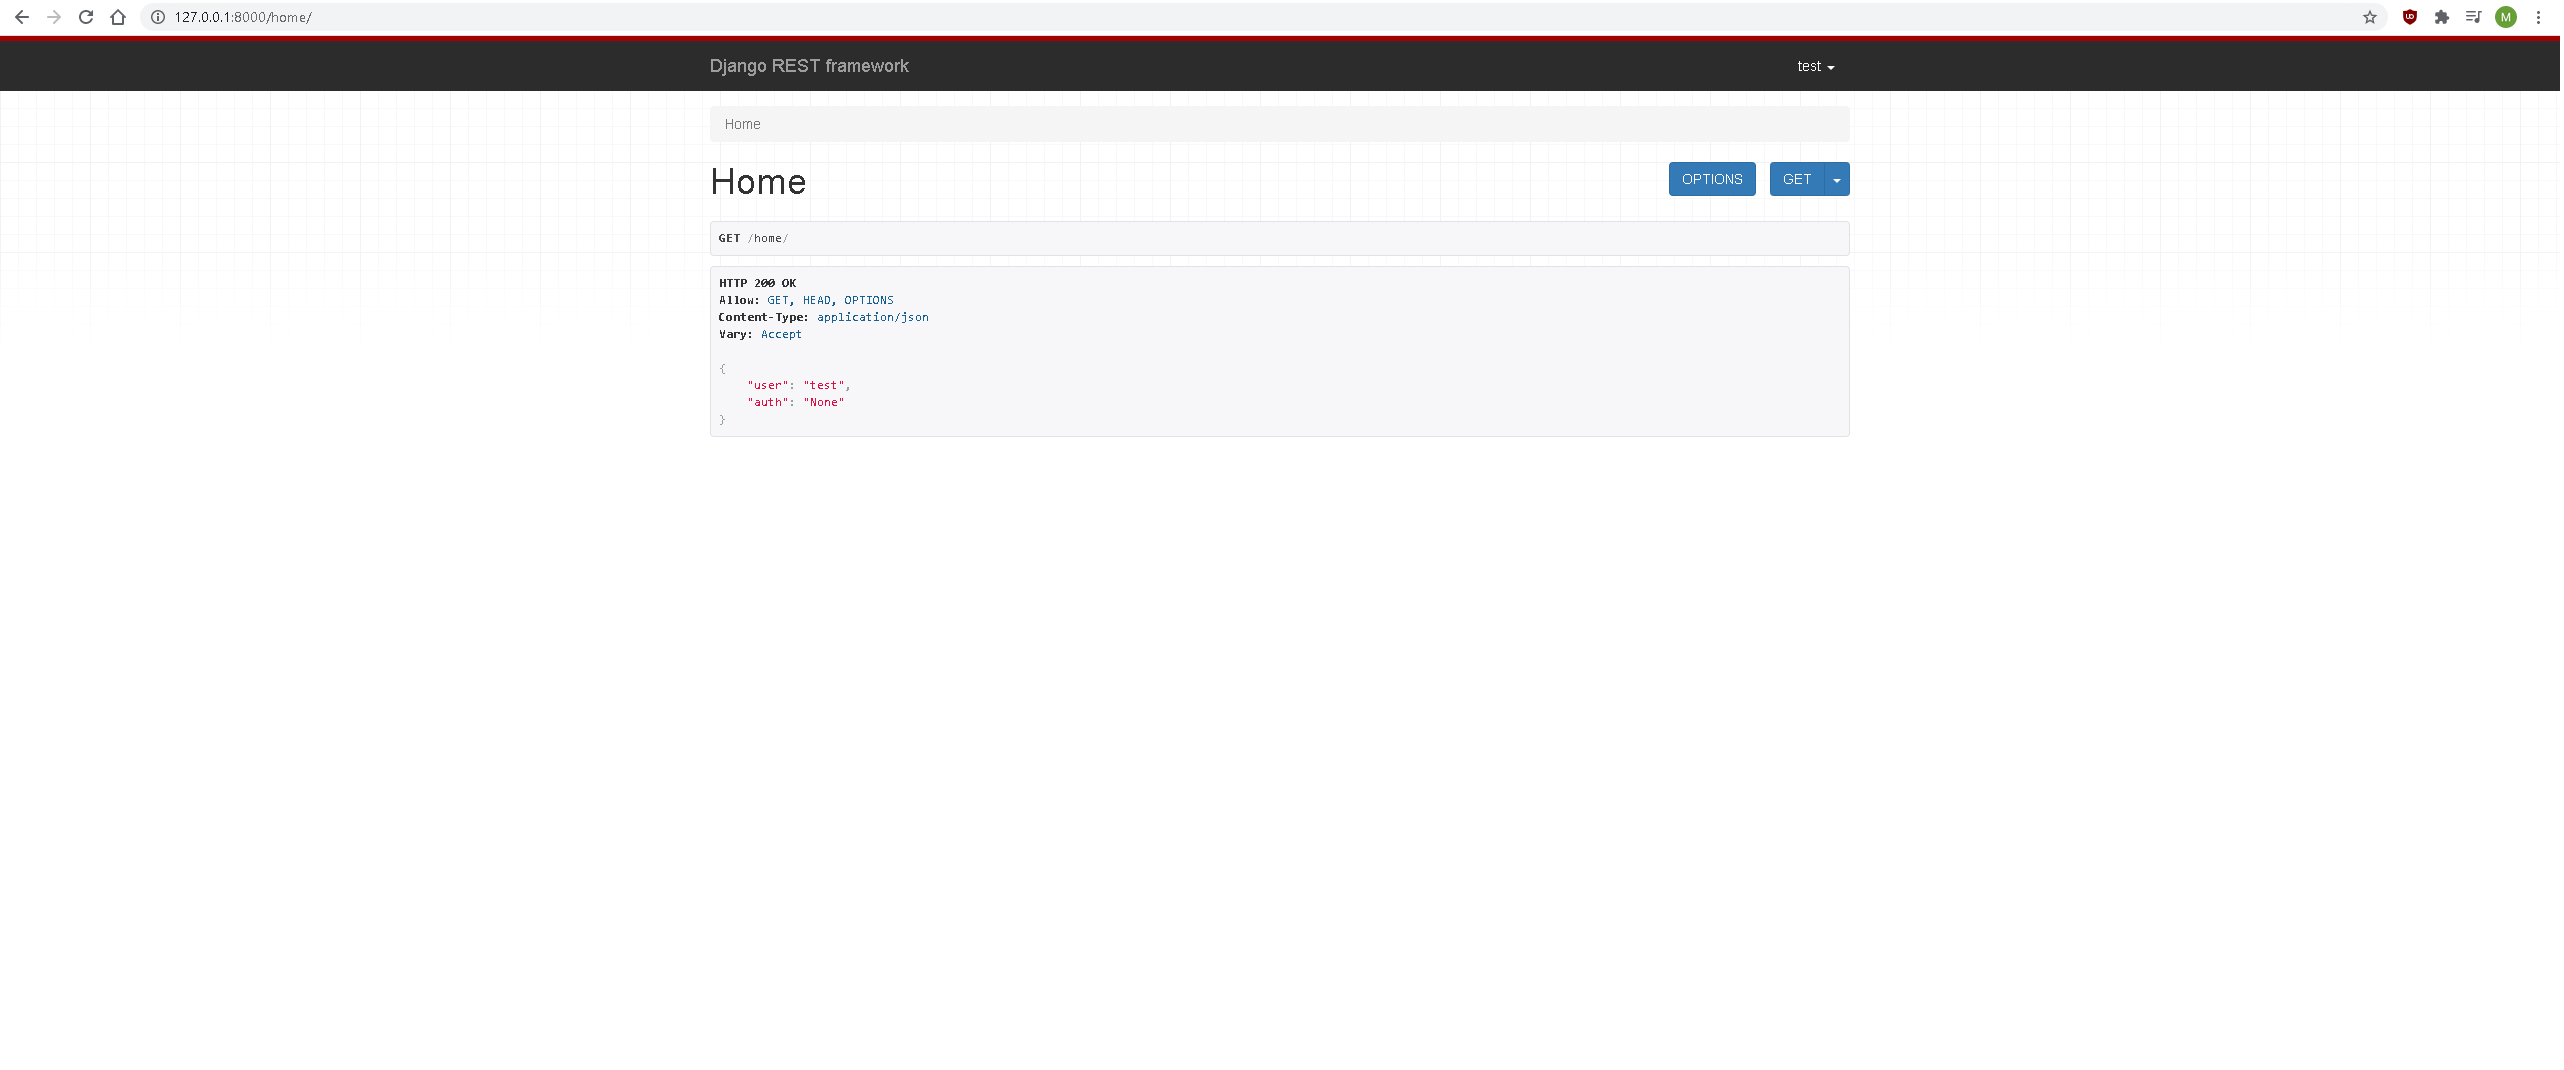 127.0.0.1:8000/home/
M
Django REST framework
test
Home
Home
OPTIONS
GET
GET /home/
HTTP 200 OK
Allow: GET, HEAD, OPTIONS
Content-Type: application/json
Vary: Accept
{
    "user": "test",
    "auth": "None"
}